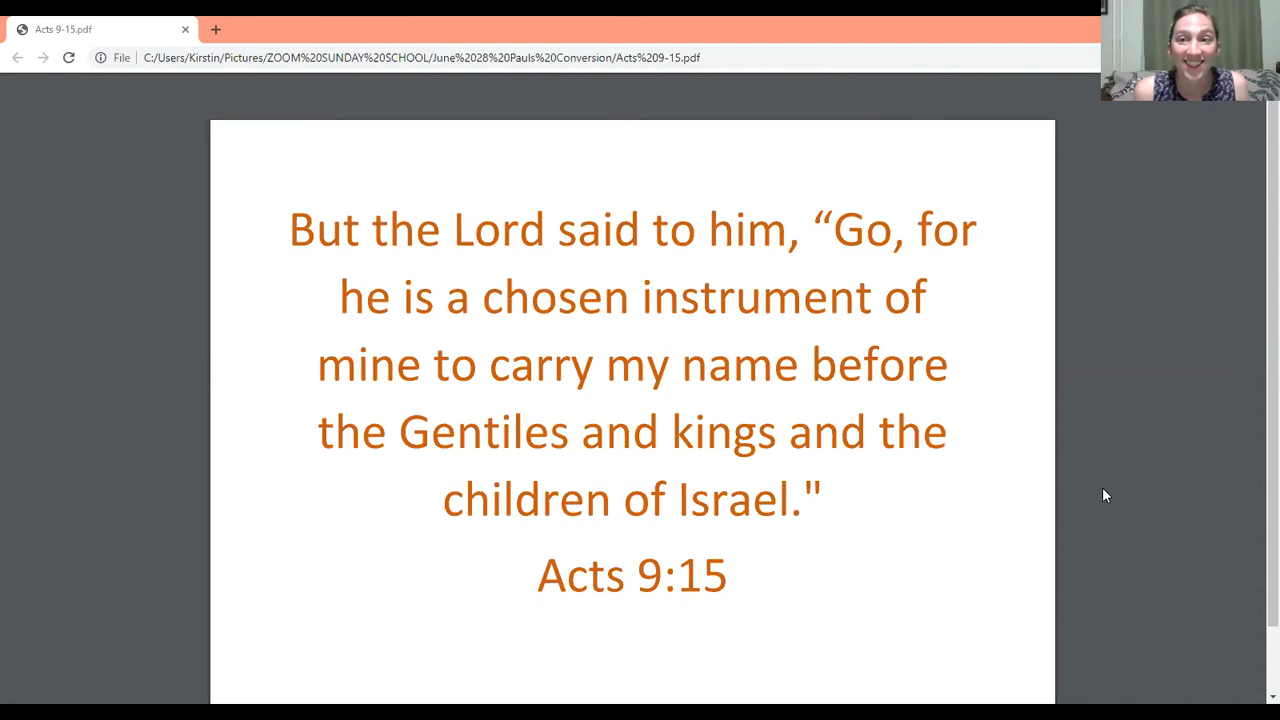 Acts 9-15.pdf
File
C:/Users/Kirstin/Pictures/ZOOM%20SUNDAY%20SCHOOL/June%2028%20Pauls%20Conversion/Acts%209-15.pdf
But the Lord said to him, “Go, for
he is a chosen instrument of
mine to carry my name before
the Gentiles and kings and the
children of Israel."
Acts 9:15